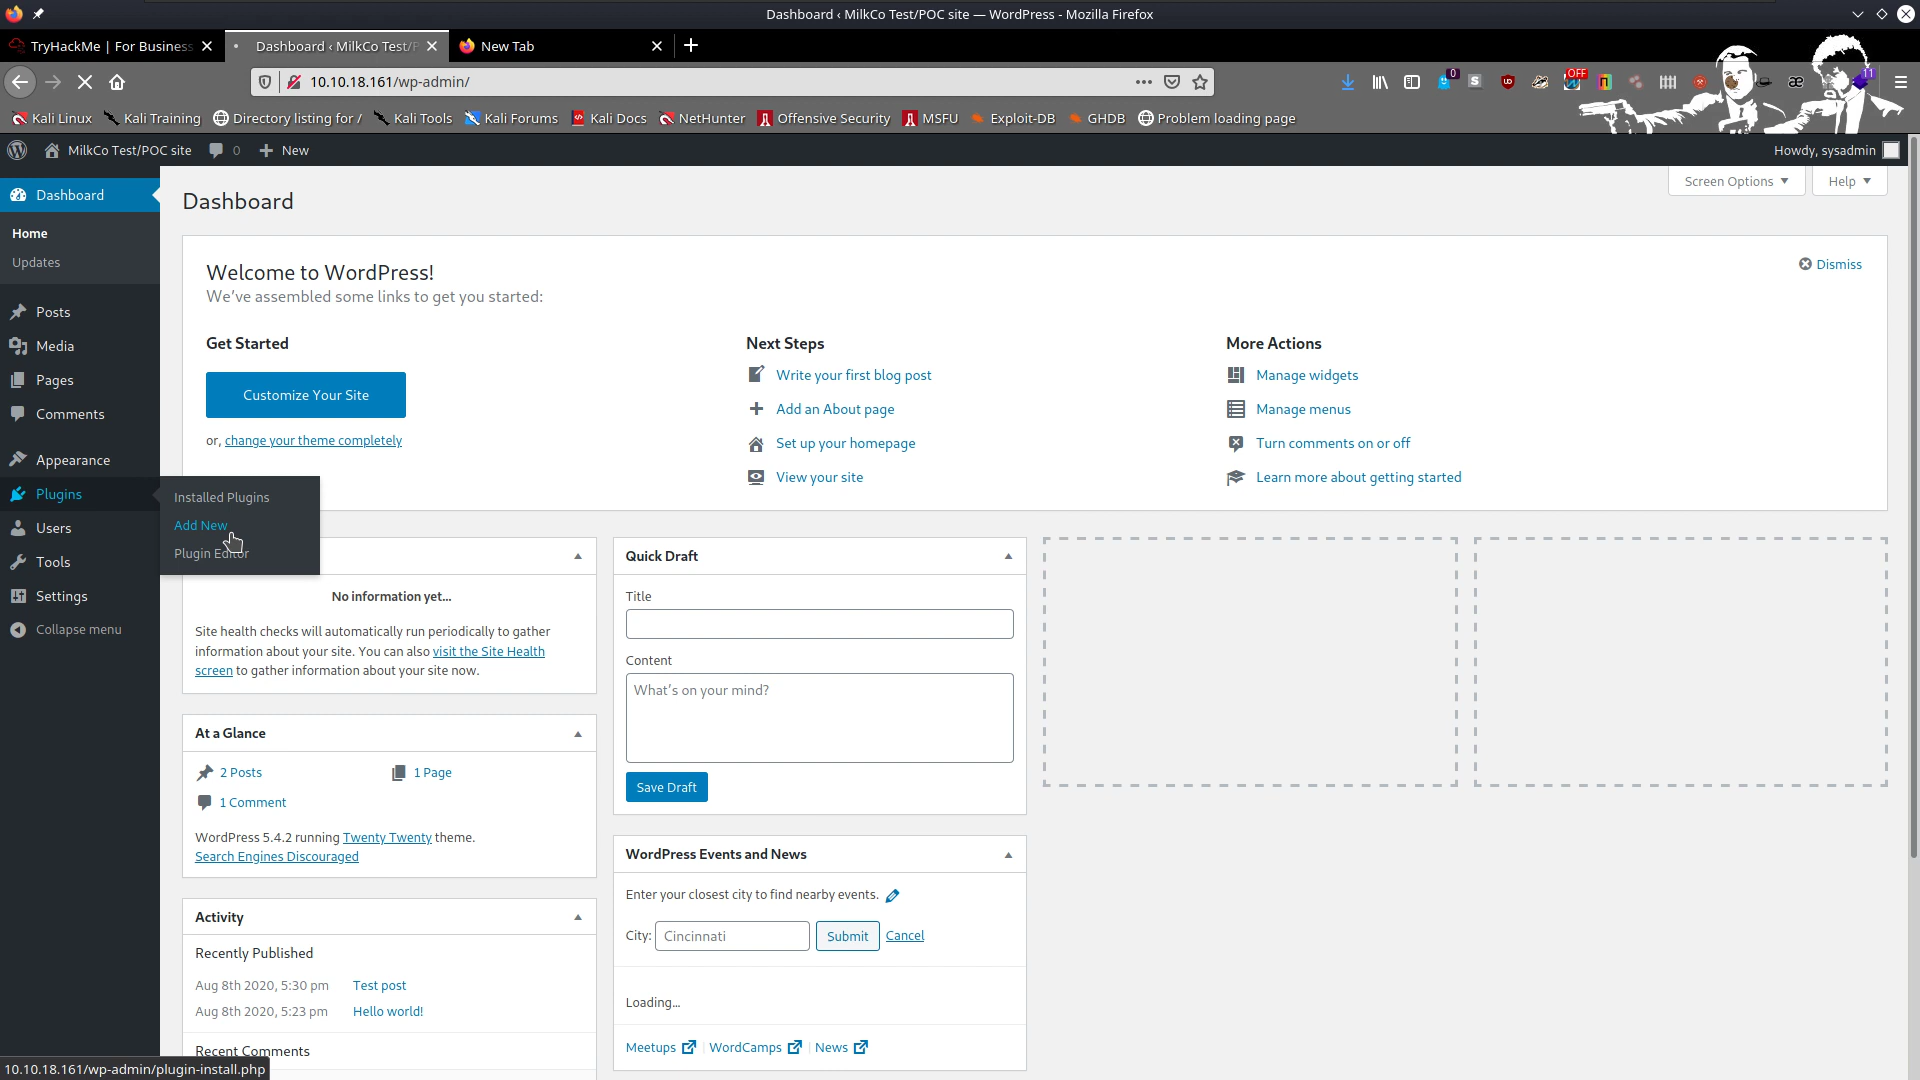 Dashboard ‹ MilkCo Test/POC site — WordPress - Mozilla Firefox
TryHackMe | For Business
Dashboard ‹ MilkCo Test/P
New Tab
10.10.18.161/wp-admin/
0
OFF
11
Kali Linux
Kali Training
Directory listing for /
Kali Tools
Kali Forums
Kali Docs
NetHunter
Offensive Security
MSFU
Exploit-DB
GHDB
Problem loading page
MilkCo Test/POC site
0
New
Howdy, sysadmin
Dashboard
Home
Updates
Posts
Media
Pages
Comments
Appearance
Plugins
Users
Tools
Settings
Collapse menu
Installed Plugins
Add New
Plugin Editor
Screen Options
Help
Dashboard
Welcome to WordPress!
We've assembled some links to get you started:
Dismiss
Get Started
Customize Your Site
or, change your theme completely
Next Steps
Write your first blog post
Add an About page
Set up your homepage
View your site
More Actions
Manage widgets
Manage menus
Turn comments on or off
Learn more about getting started
No information yet...
Site health checks will automatically run periodically to gather
information about your site. You can also visit the Site Health
screen to gather information about your site now.
At a Glance
2 Posts
1 Page
1 Comment
WordPress 5.4.2 running Twenty Twenty theme.
Search Engines Discouraged
Activity
Recently Published
Aug 8th 2020, 5:30 pm Test post
Aug 8th 2020, 5:23 pm Hello world!
Recent Comments
Quick Draft
Title
Content
What's on your mind?
Save Draft
WordPress Events and News
Enter your closest city to find nearby events.
City: Cincinnati Submit Cancel
Loading...
Meetups
WordCamps
News
10.10.18.161/wp-admin/plugin-install.php